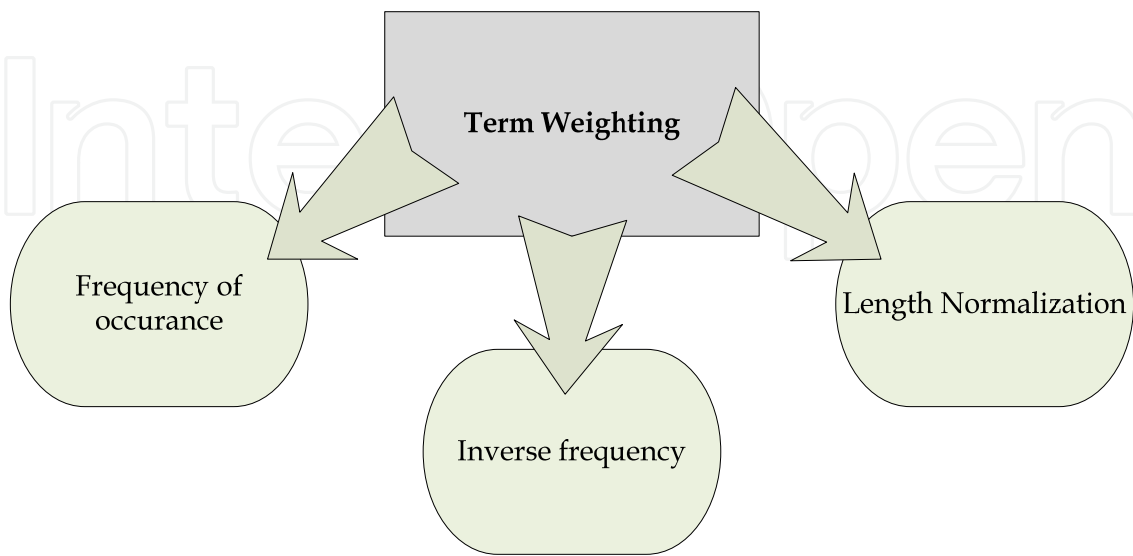 Term Weighting
Frequency of
occurance
Length Normalization
Inverse frequency